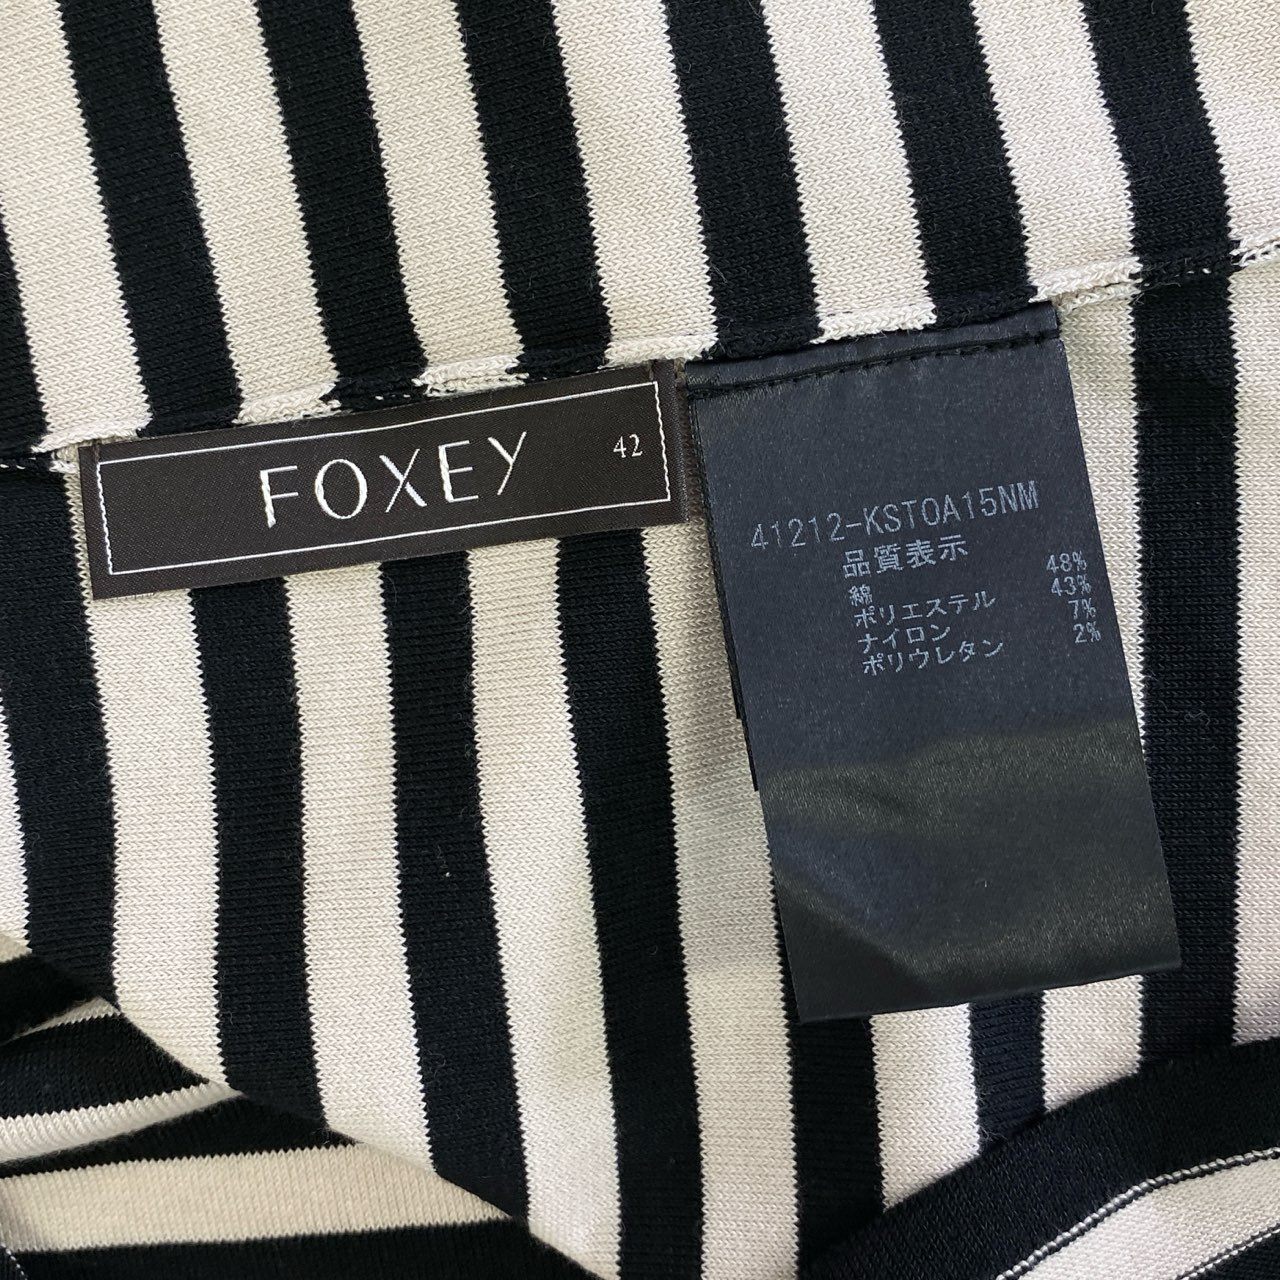 FOXEY 42
41212-KST0A15NM
品質表示
綿 48%
ポリエステル 43%
ナイロン 7%
ポリウレタン 2%